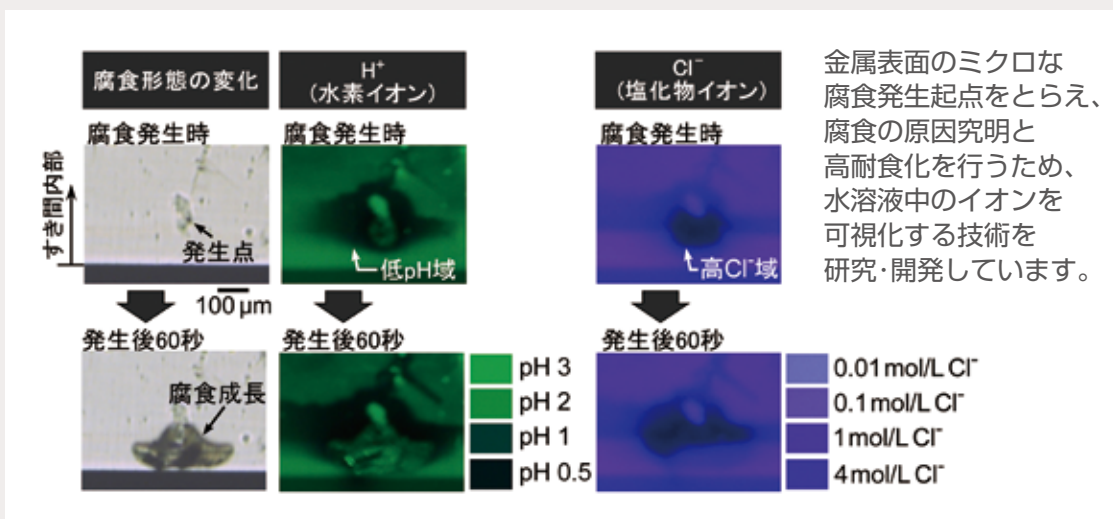 腐食形態の変化
H⁺
(水素イオン)
Cl⁻
(塩化物イオン)
腐食発生時
腐食発生時
腐食発生時
すき間内部
発生点
低pH域
高Cl⁻域
100 μm
発生後60秒
発生後60秒
発生後60秒
腐食成長
pH 3
pH 2
pH 1
pH 0.5
0.01 mol/L Cl⁻
0.1 mol/L Cl⁻
1 mol/L Cl⁻
4 mol/L Cl⁻
金属表面のミクロな
腐食発生起点をとらえ、
腐食の原因究明と
高耐食化を行うため、
水溶液中のイオンを
可視化する技術を
研究・開発しています。